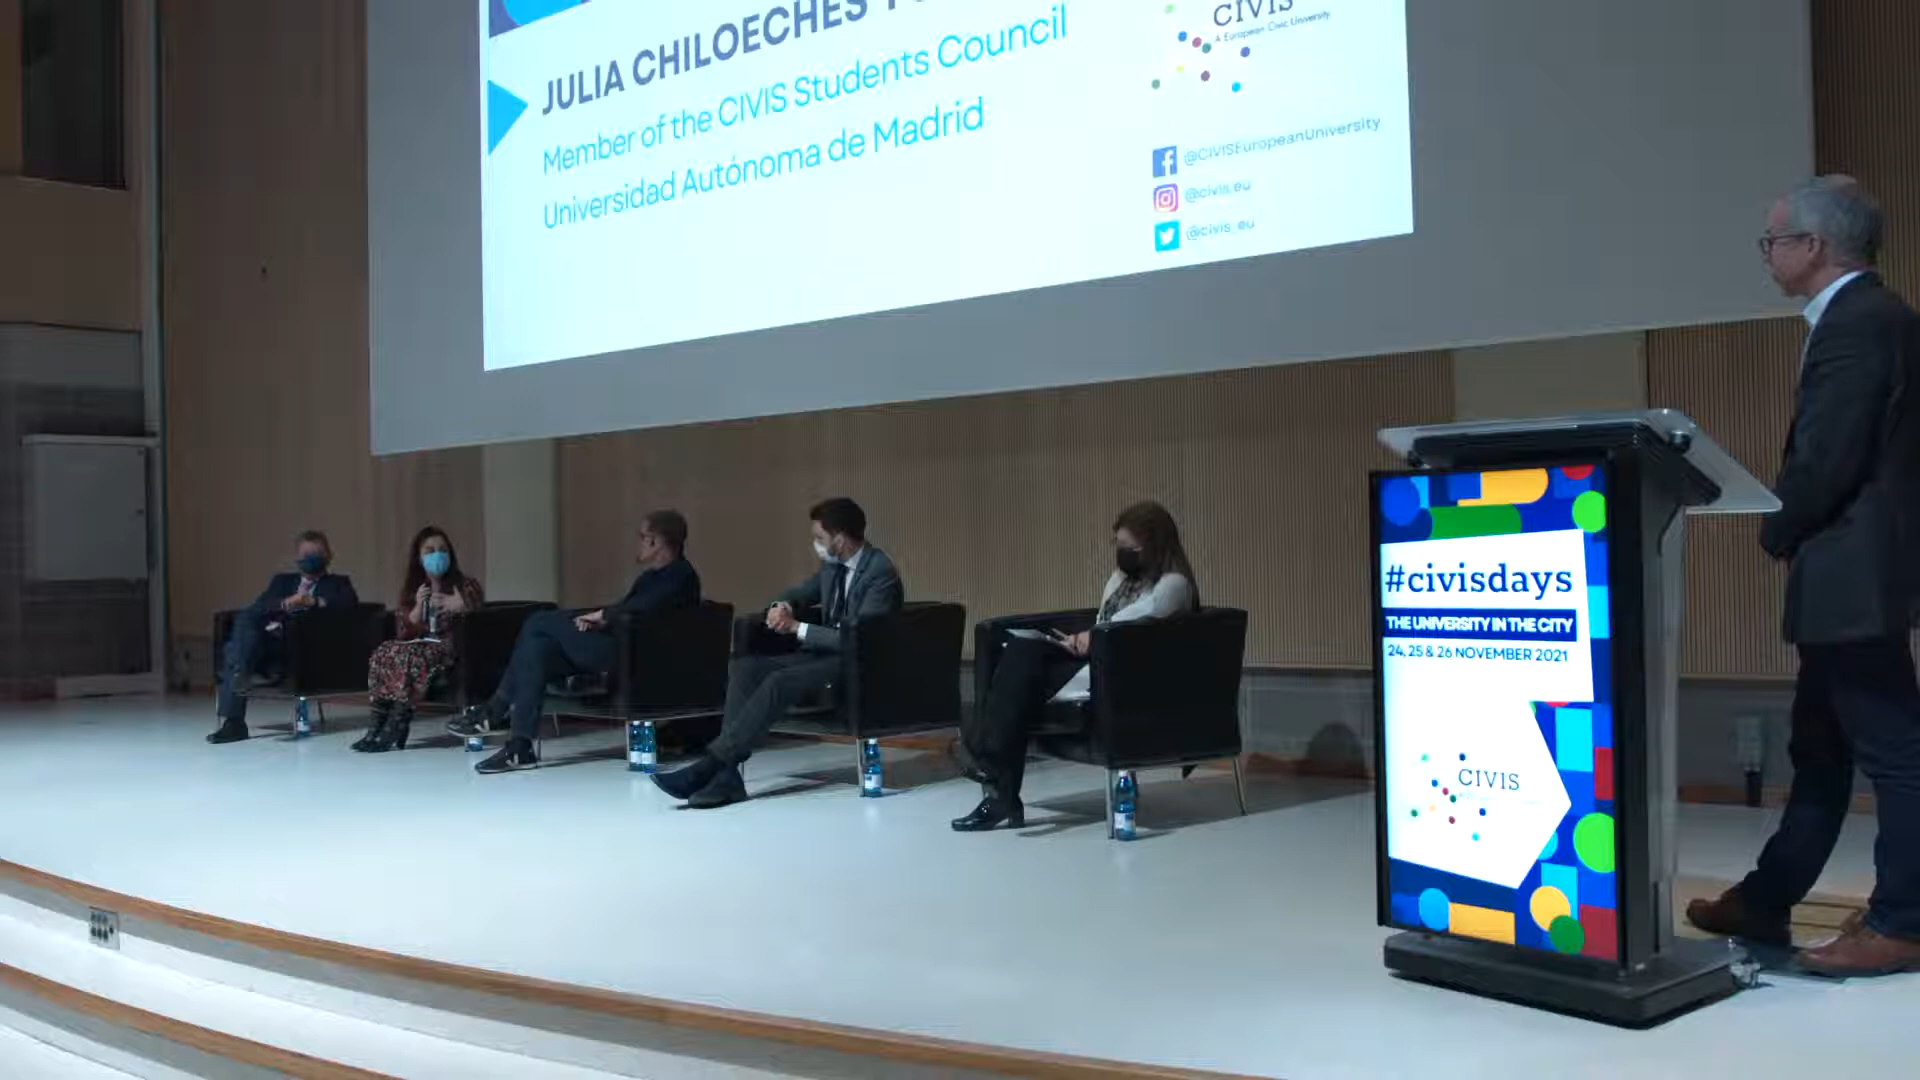 JULIA CHILOECHES
Member of the CIVIS Students Council
Universidad Autónoma de Madrid
CIVIS
A European Civic University
@CIVISEuropeanUniversity
@civis.eu
@civis_eu
#civisdays
THE UNIVERSITY IN THE CITY
24, 25 & 26 NOVEMBER 2021
CIVIS